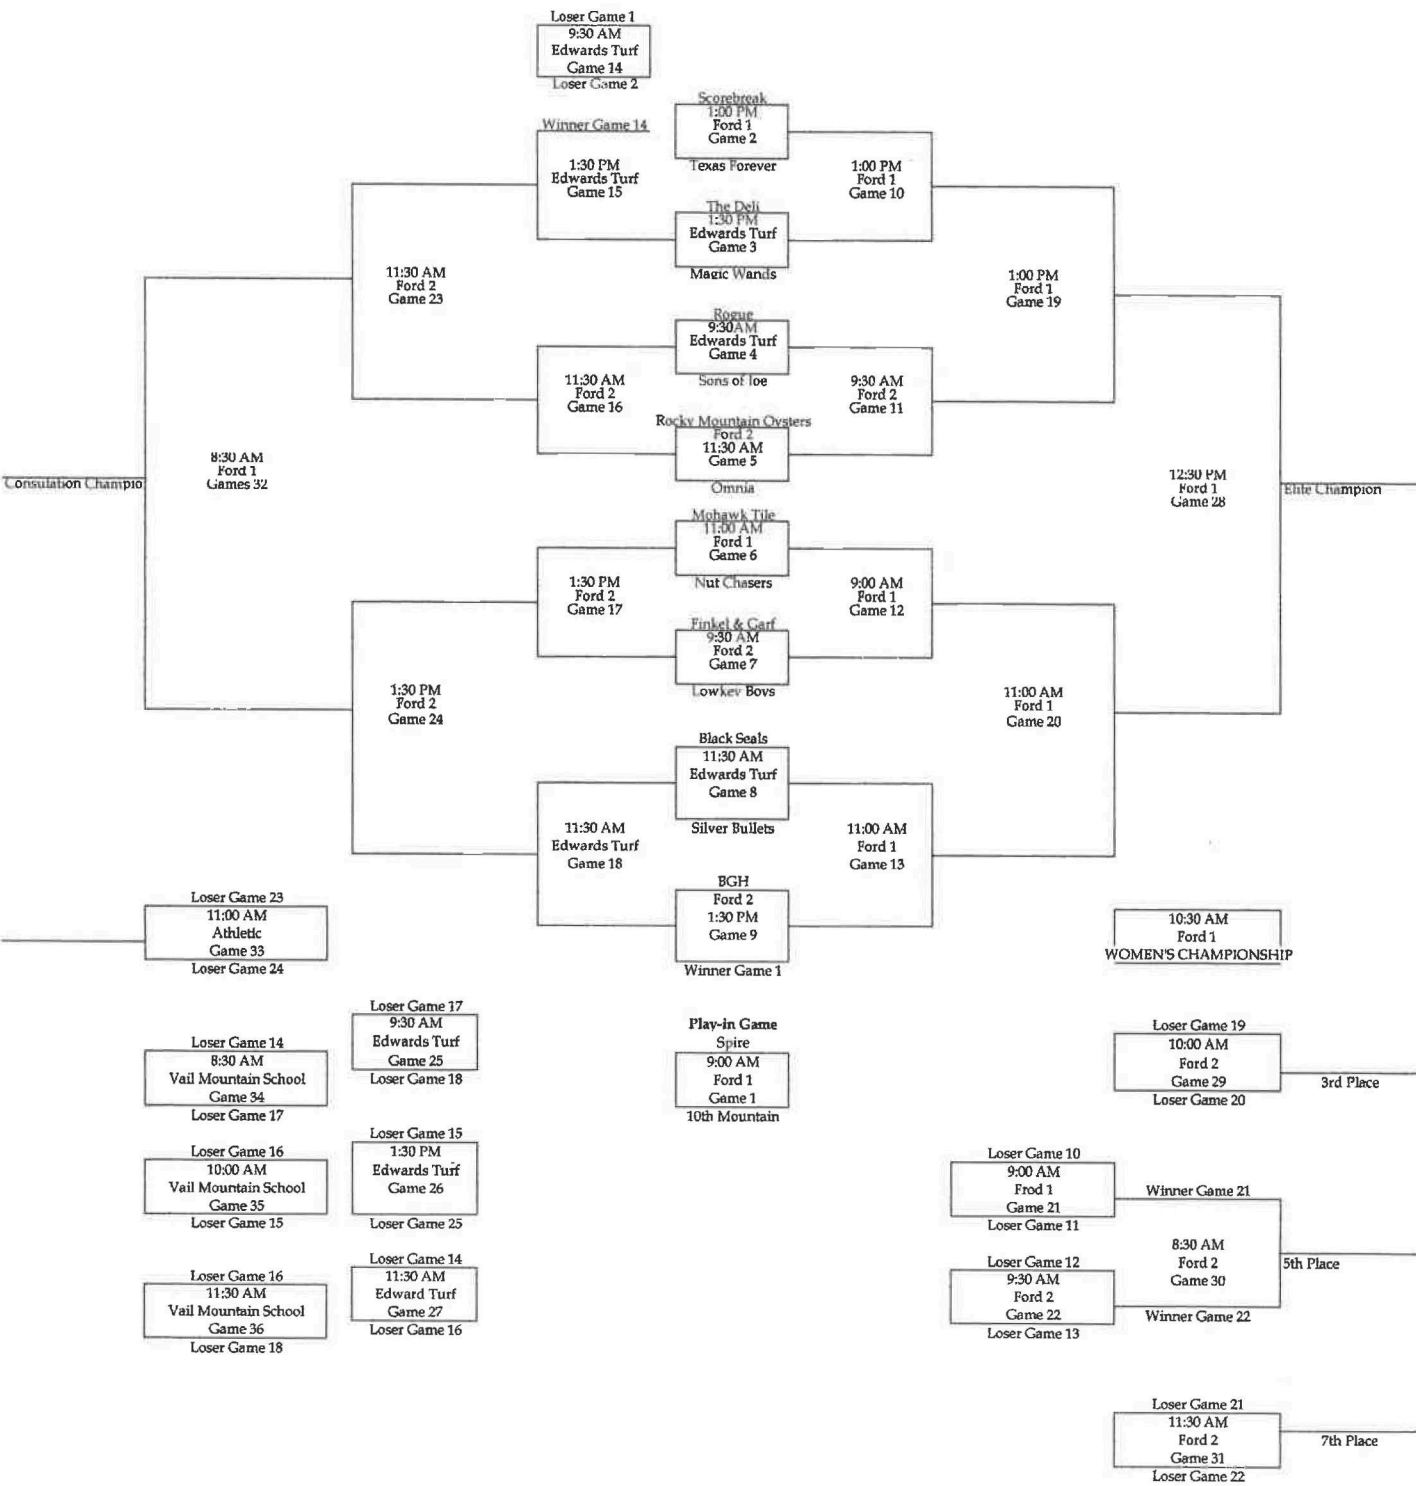 Loser Game 1
9:30 AM
Edwards Turf
Game 14
Loser Game 2
Scorebreak
1:00 PM
Ford 1
Game 2
Texas Forever
Winner Game 14
1:30 PM
Edwards Turf
Game 15
1:00 PM
Ford 1
Game 10
The Deli
1:30 PM
Edwards Turf
Game 3
Magic Wands
11:30 AM
Ford 2
Game 23
1:00 PM
Ford 1
Game 19
Rogue
9:30AM
Edwards Turf
Game 4
Sons of Joe
11:30 AM
Ford 2
Game 16
9:30 AM
Ford 2
Game 11
Rocky Mountain Oysters
Ford 2
11:30 AM
Game 5
Omnia
8:30 AM
Ford 1
Games 32
Consulation Champio
12:30 PM
Ford 1
Game 28
Elite Champion
Mohawk Tile
11:00 AM
Ford 1
Game 6
Nut Chasers
1:30 PM
Ford 2
Game 17
9:00 AM
Ford 1
Game 12
Finkel & Garf
9:30 AM
Ford 2
Game 7
Lowkey Boys
1:30 PM
Ford 2
Game 24
11:00 AM
Ford 1
Game 20
Black Seals
11:30 AM
Edwards Turf
Game 8
Silver Bullets
11:30 AM
Edwards Turf
Game 18
11:00 AM
Ford 1
Game 13
BGH
Ford 2
1:30 PM
Game 9
Winner Game 1
Loser Game 23
11:00 AM
Athletic
Game 33
Loser Game 24
10:30 AM
Ford 1
WOMEN'S CHAMPIONSHIP
Loser Game 17
9:30 AM
Edwards Turf
Game 25
Loser Game 18
Play-in Game
Spire
9:00 AM
Ford 1
Game 1
10th Mountain
Loser Game 19
10:00 AM
Ford 2
Game 29
Loser Game 20
3rd Place
Loser Game 14
8:30 AM
Vail Mountain School
Game 34
Loser Game 17
Loser Game 15
1:30 PM
Edwards Turf
Game 26
Loser Game 25
Loser Game 16
10:00 AM
Vail Mountain School
Game 35
Loser Game 15
Loser Game 10
9:00 AM
Frod 1
Game 21
Loser Game 11
Winner Game 21
8:30 AM
Ford 2
Game 30
5th Place
Winner Game 22
Loser Game 12
9:30 AM
Ford 2
Game 22
Loser Game 13
Loser Game 14
11:30 AM
Edward Turf
Game 27
Loser Game 16
Loser Game 16
11:30 AM
Vail Mountain School
Game 36
Loser Game 18
Loser Game 21
11:30 AM
Ford 2
Game 31
Loser Game 22
7th Place